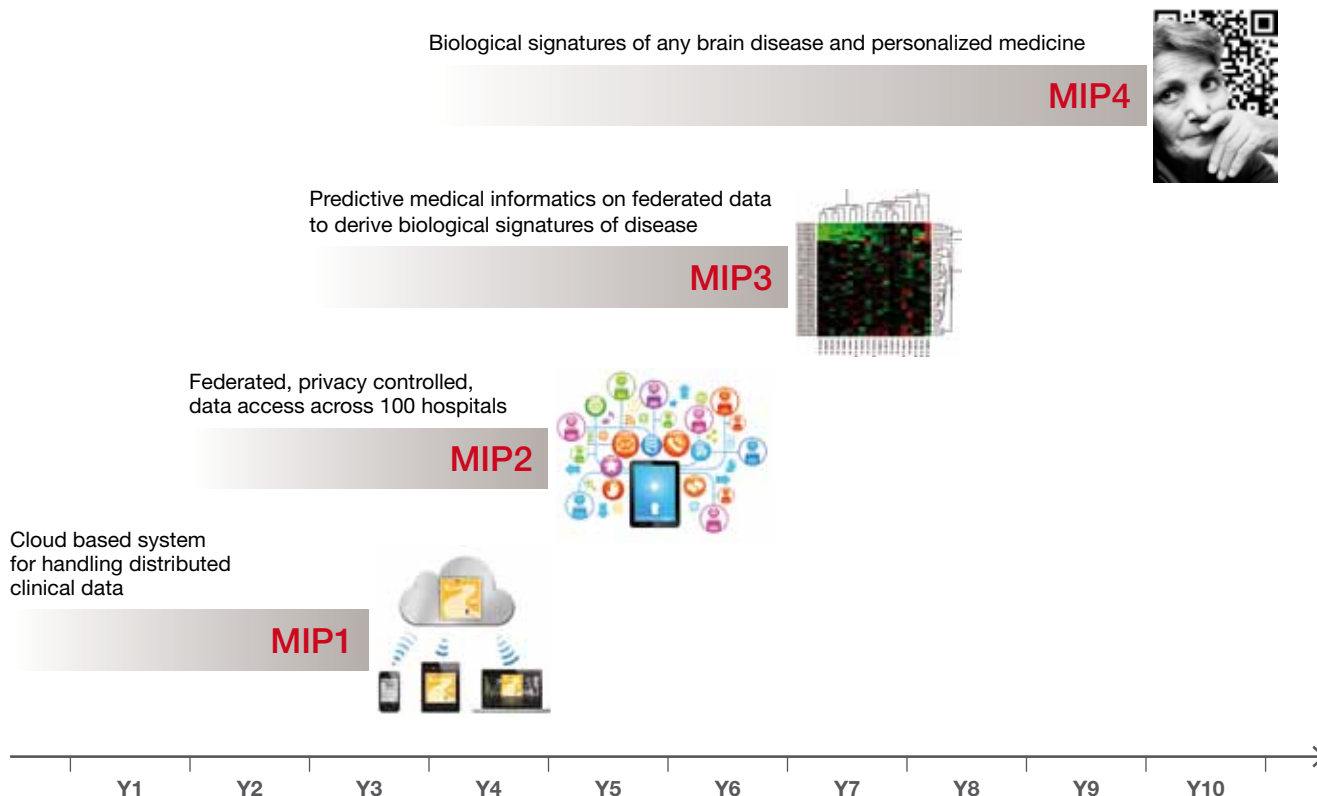 Biological signatures of any brain disease and personalized medicine
MIP4
Predictive medical informatics on federated data
to derive biological signatures of disease
MIP3
Federated, privacy controlled,
data access across 100 hospitals
MIP2
Cloud based system
for handling distributed
clinical data
MIP1
Y1 Y2 Y3 Y4 Y5 Y6 Y7 Y8 Y9 Y10